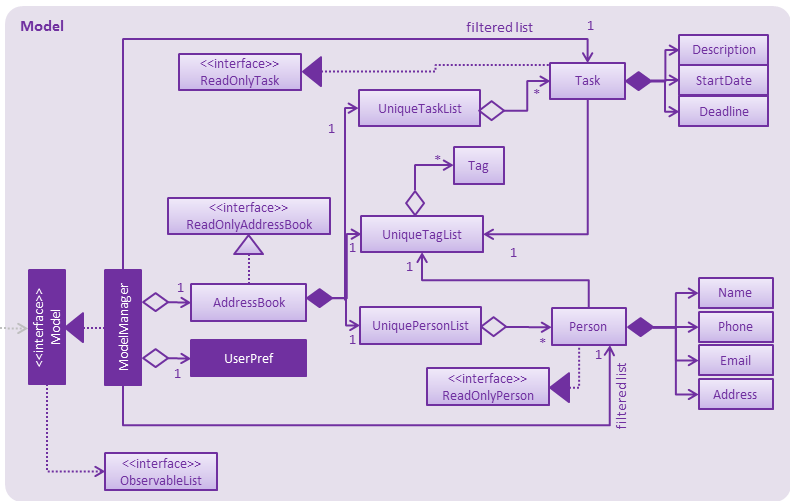 Model
filtered list
1
<<interface>>
ReadOnlyTask
Task
Description
StartDate
Deadline
UniqueTaskList
*
1
Tag
*
<<interface>>
ReadOnlyAddressBook
UniqueTagList
1
1
1
<<interface>>
Model
ModelManager
1
AddressBook
UniquePersonList
1
*
Person
1
Name
Phone
Email
Address
UserPref
1
<<interface>>
ReadOnlyPerson
filtered list
<<interface>>
ObservableList